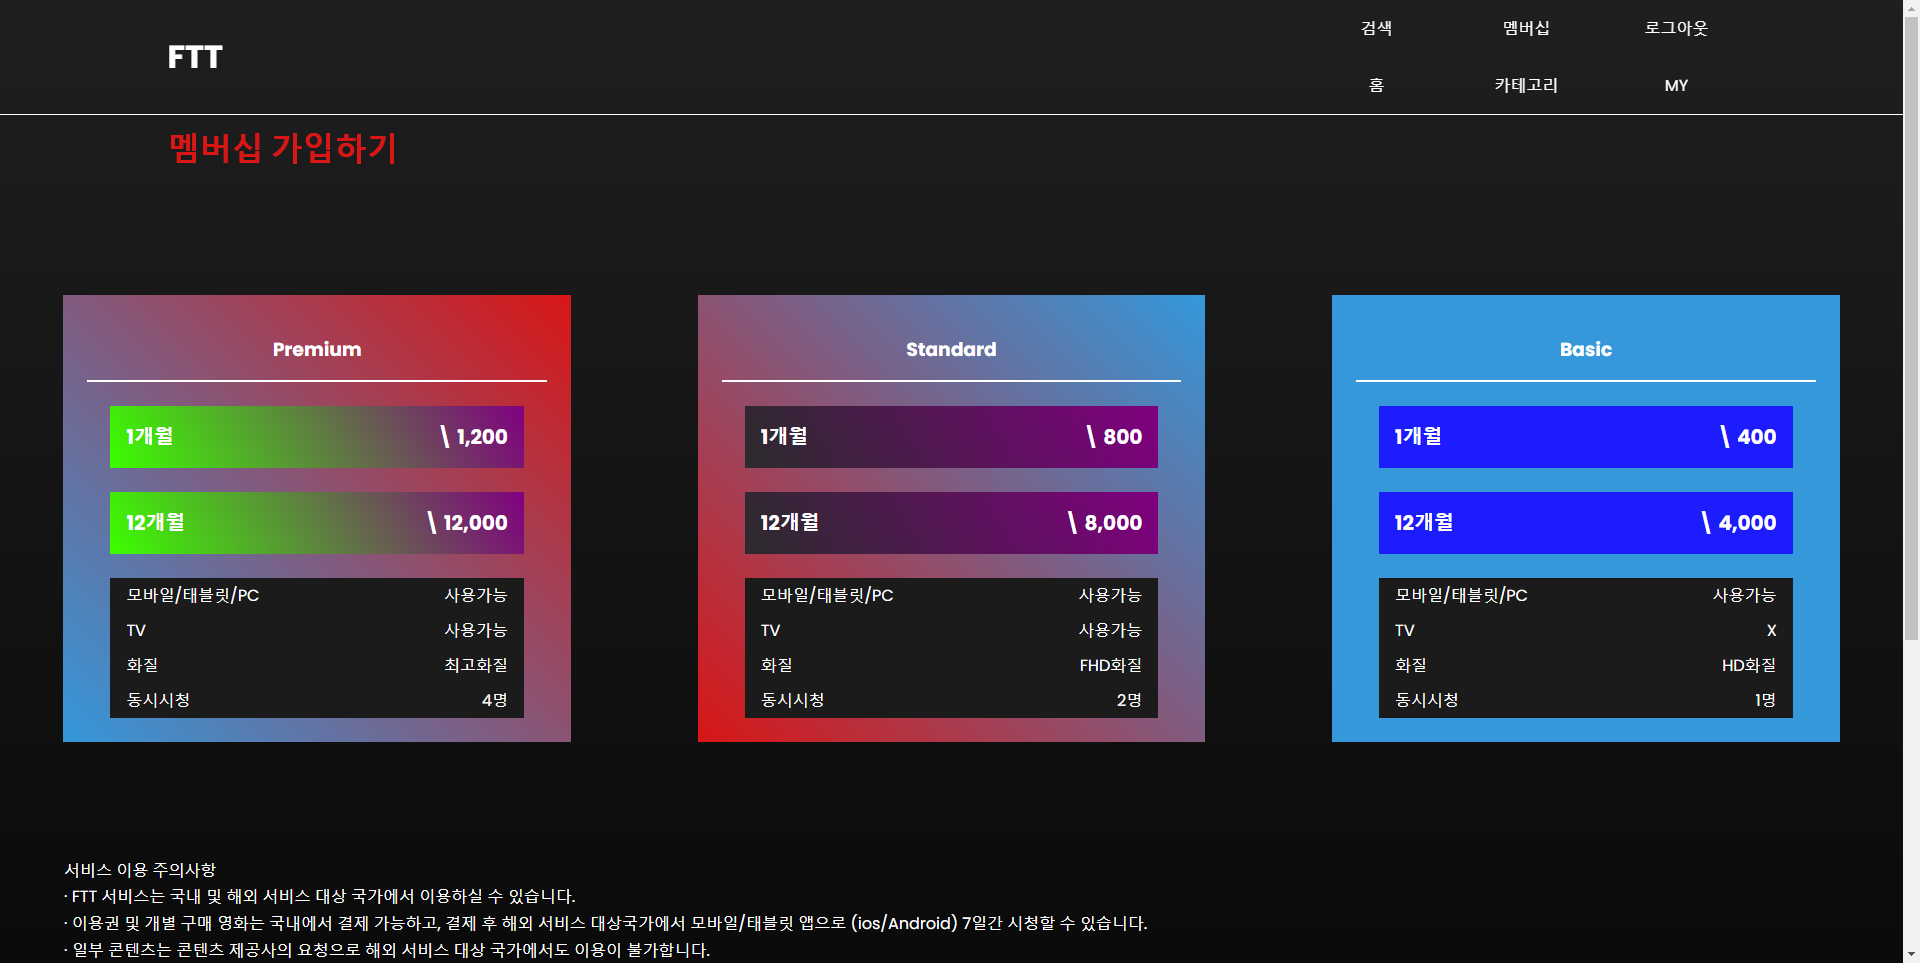 FTT
검색
멤버십
로그아웃
홈
카테고리
MY
멤버십 가입하기
Premium
1개월 \ 1,200
12개월 \ 12,000
모바일/태블릿/PC 사용가능
TV 사용가능
화질 최고화질
동시시청 4명
Standard
1개월 \ 800
12개월 \ 8,000
모바일/태블릿/PC 사용가능
TV 사용가능
화질 FHD화질
동시시청 2명
Basic
1개월 \ 400
12개월 \ 4,000
모바일/태블릿/PC 사용가능
TV X
화질 HD화질
동시시청 1명
서비스 이용 주의사항
· FTT 서비스는 국내 및 해외 서비스 대상 국가에서 이용하실 수 있습니다.
· 이용권 및 개별 구매 영화는 국내에서 결제 가능하고, 결제 후 해외 서비스 대상국가에서 모바일/태블릿 앱으로 (ios/Android) 7일간 시청할 수 있습니다.
· 일부 콘텐츠는 콘텐츠 제공사의 요청으로 해외 서비스 대상 국가에서도 이용이 불가합니다.